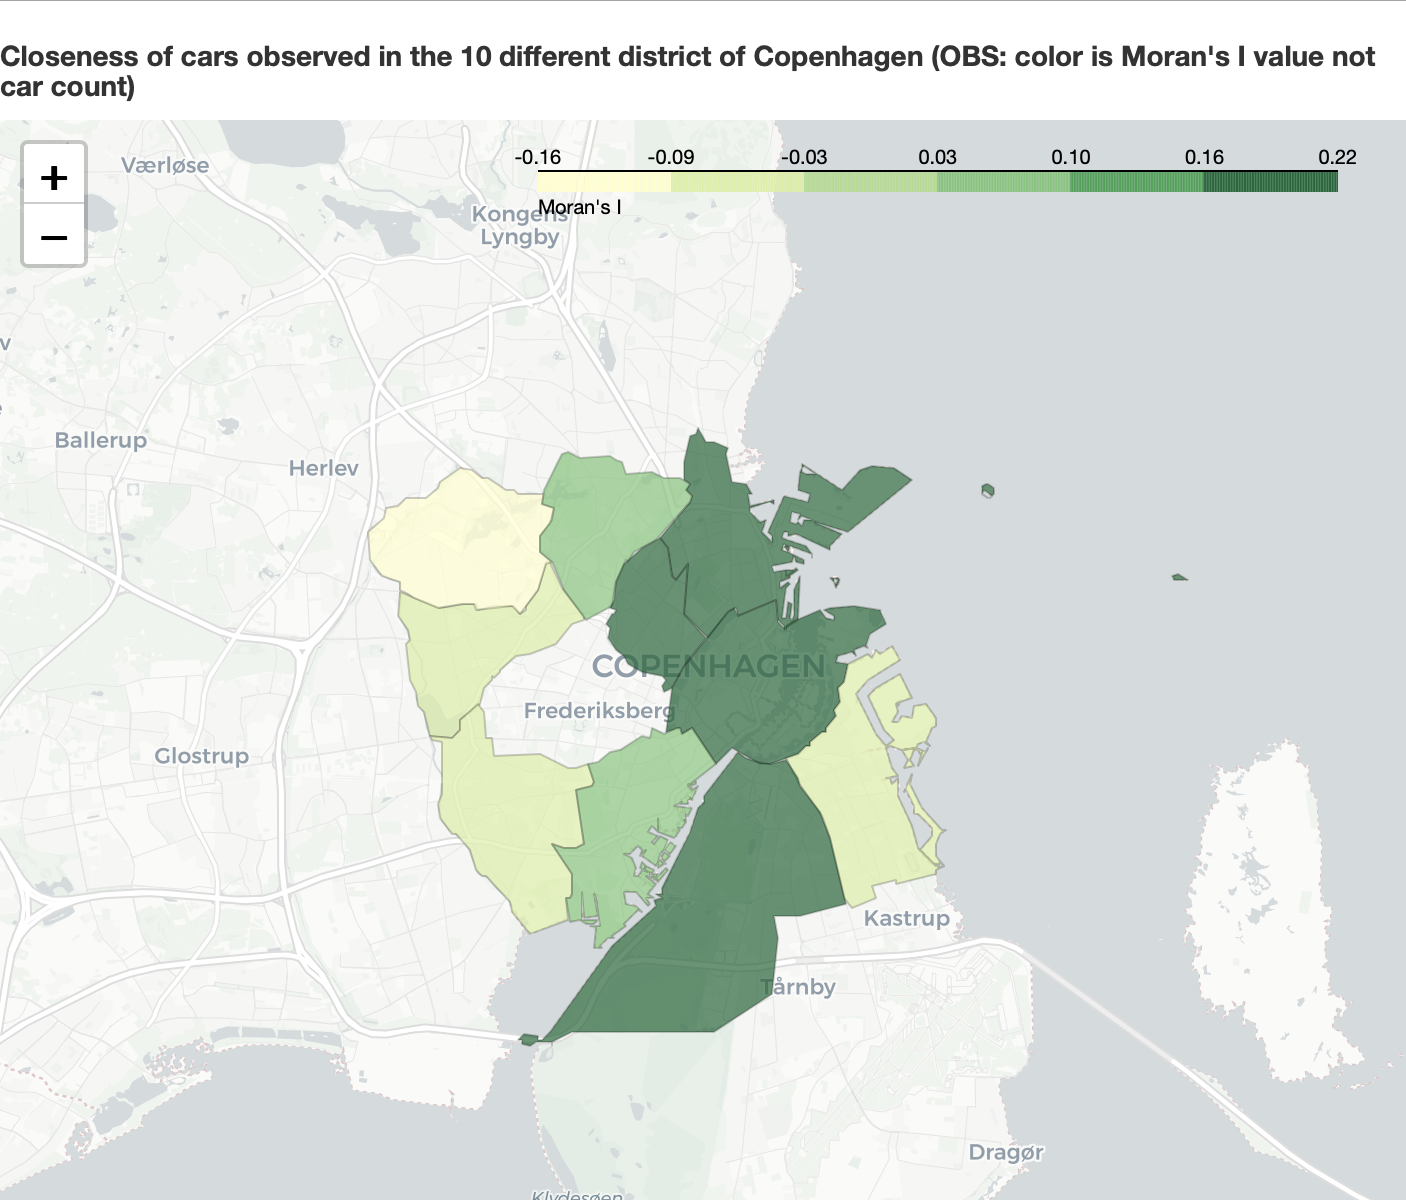 Closeness of cars observed in the 10 different district of Copenhagen (OBS: color is Moran's I value not
car count)
+
−
-0.16 -0.09 -0.03 0.03 0.10 0.16 0.22
Moran's I
Værløse
Kongens
Lyngby
v
Ballerup
Herlev
COPENHAGEN
Frederiksberg
Glostrup
Kastrup
Tårnby
Dragør
Klydesøen